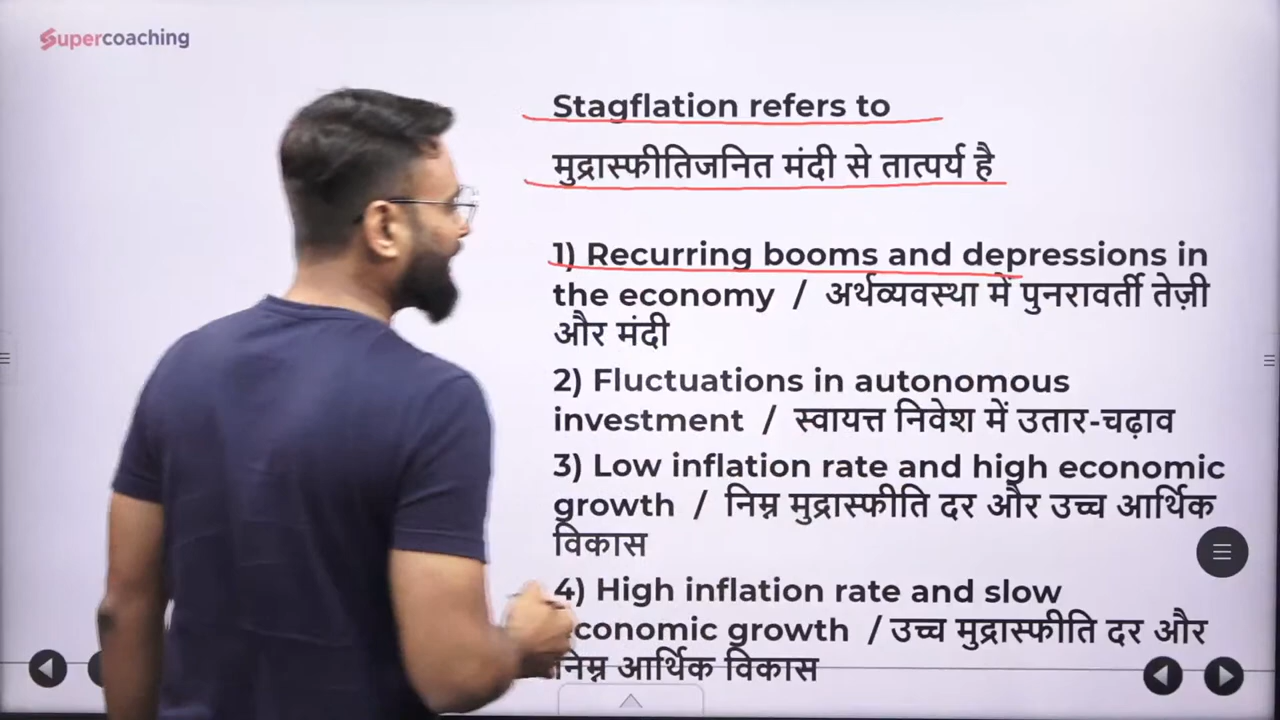 Supercoaching
Stagflation refers to
मुद्रास्फीतिजनित मंदी से तात्पर्य है
1) Recurring booms and depressions in
the economy / अर्थव्यवस्था में पुनरावर्ती तेज़ी
और मंदी
2) Fluctuations in autonomous
investment / स्वायत्त निवेश में उतार-चढ़ाव
3) Low inflation rate and high economic
growth / निम्न मुद्रास्फीति दर और उच्च आर्थिक
विकास
4) High inflation rate and slow
economic growth / उच्च मुद्रास्फीति दर और
निम्न आर्थिक विकास